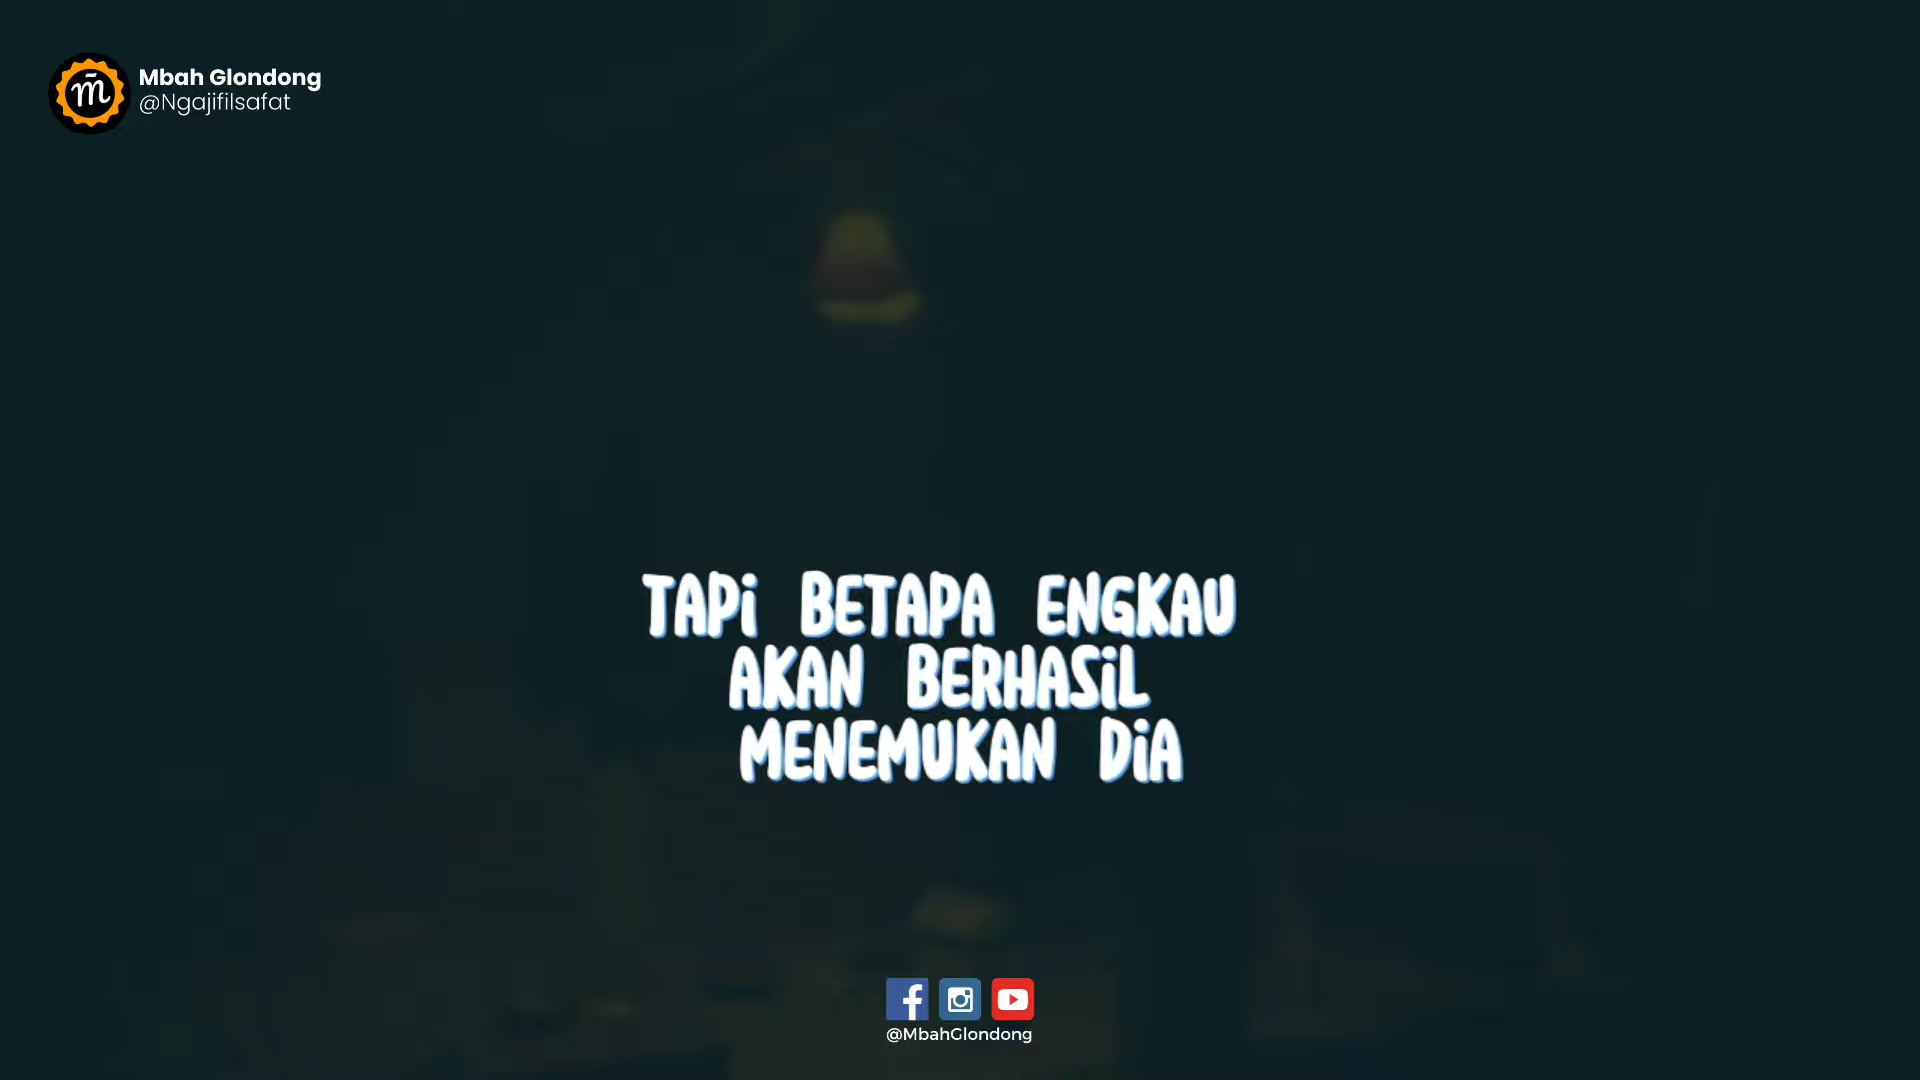 Mbah Glondong
@Ngajifilsafat
TAPi BETAPA ENGKAU
AKAN BERHASiL
MENEMUKAN DiA
@MbahGlondong